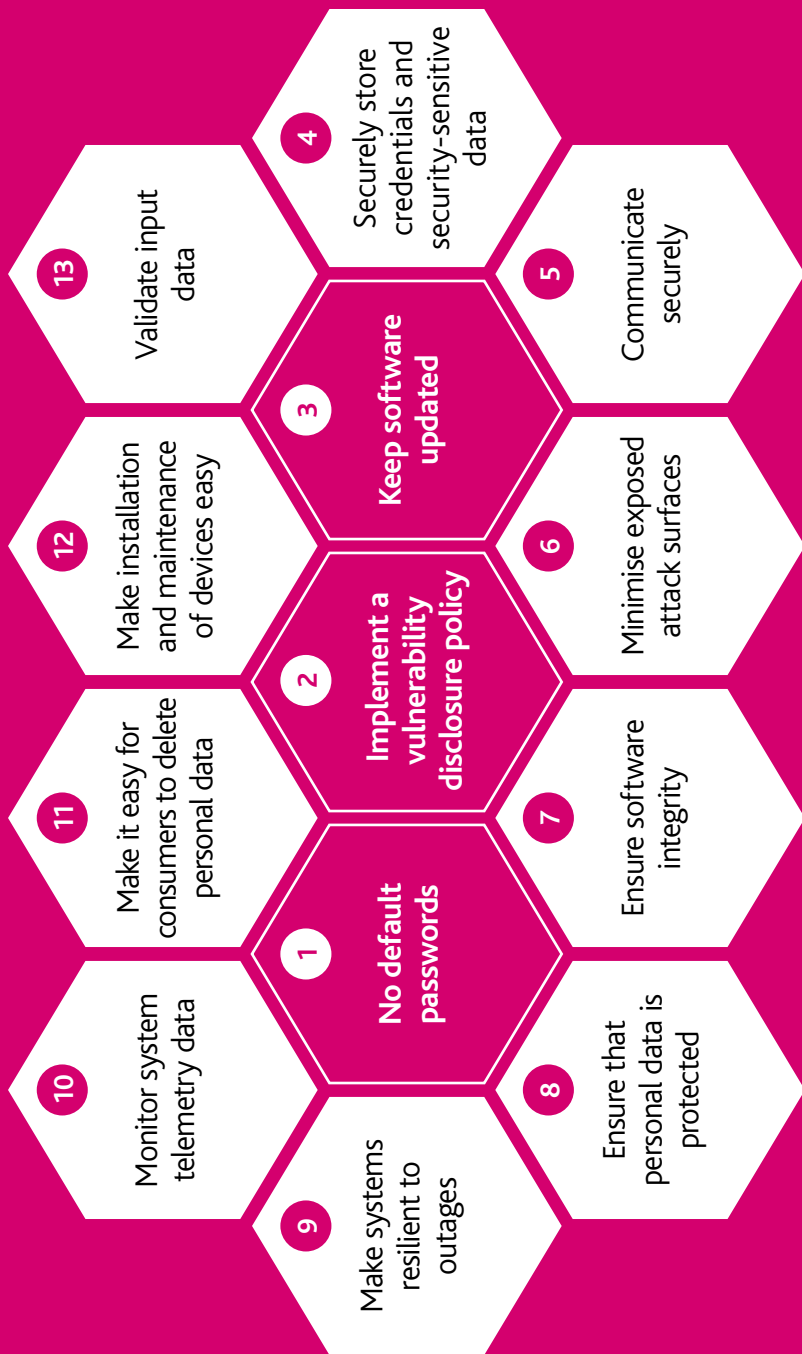 1
No default
passwords
2
Implement a
vulnerability
disclosure policy
3
Keep software
updated
4
Securely store
credentials and
security-sensitive
data
5
Communicate
securely
6
Minimise exposed
attack surfaces
7
Ensure software
integrity
8
Ensure that
personal data is
protected
9
Make systems
resilient to
outages
10
Monitor system
telemetry data
11
Make it easy for
consumers to delete
personal data
12
Make installation
and maintenance
of devices easy
13
Validate input
data